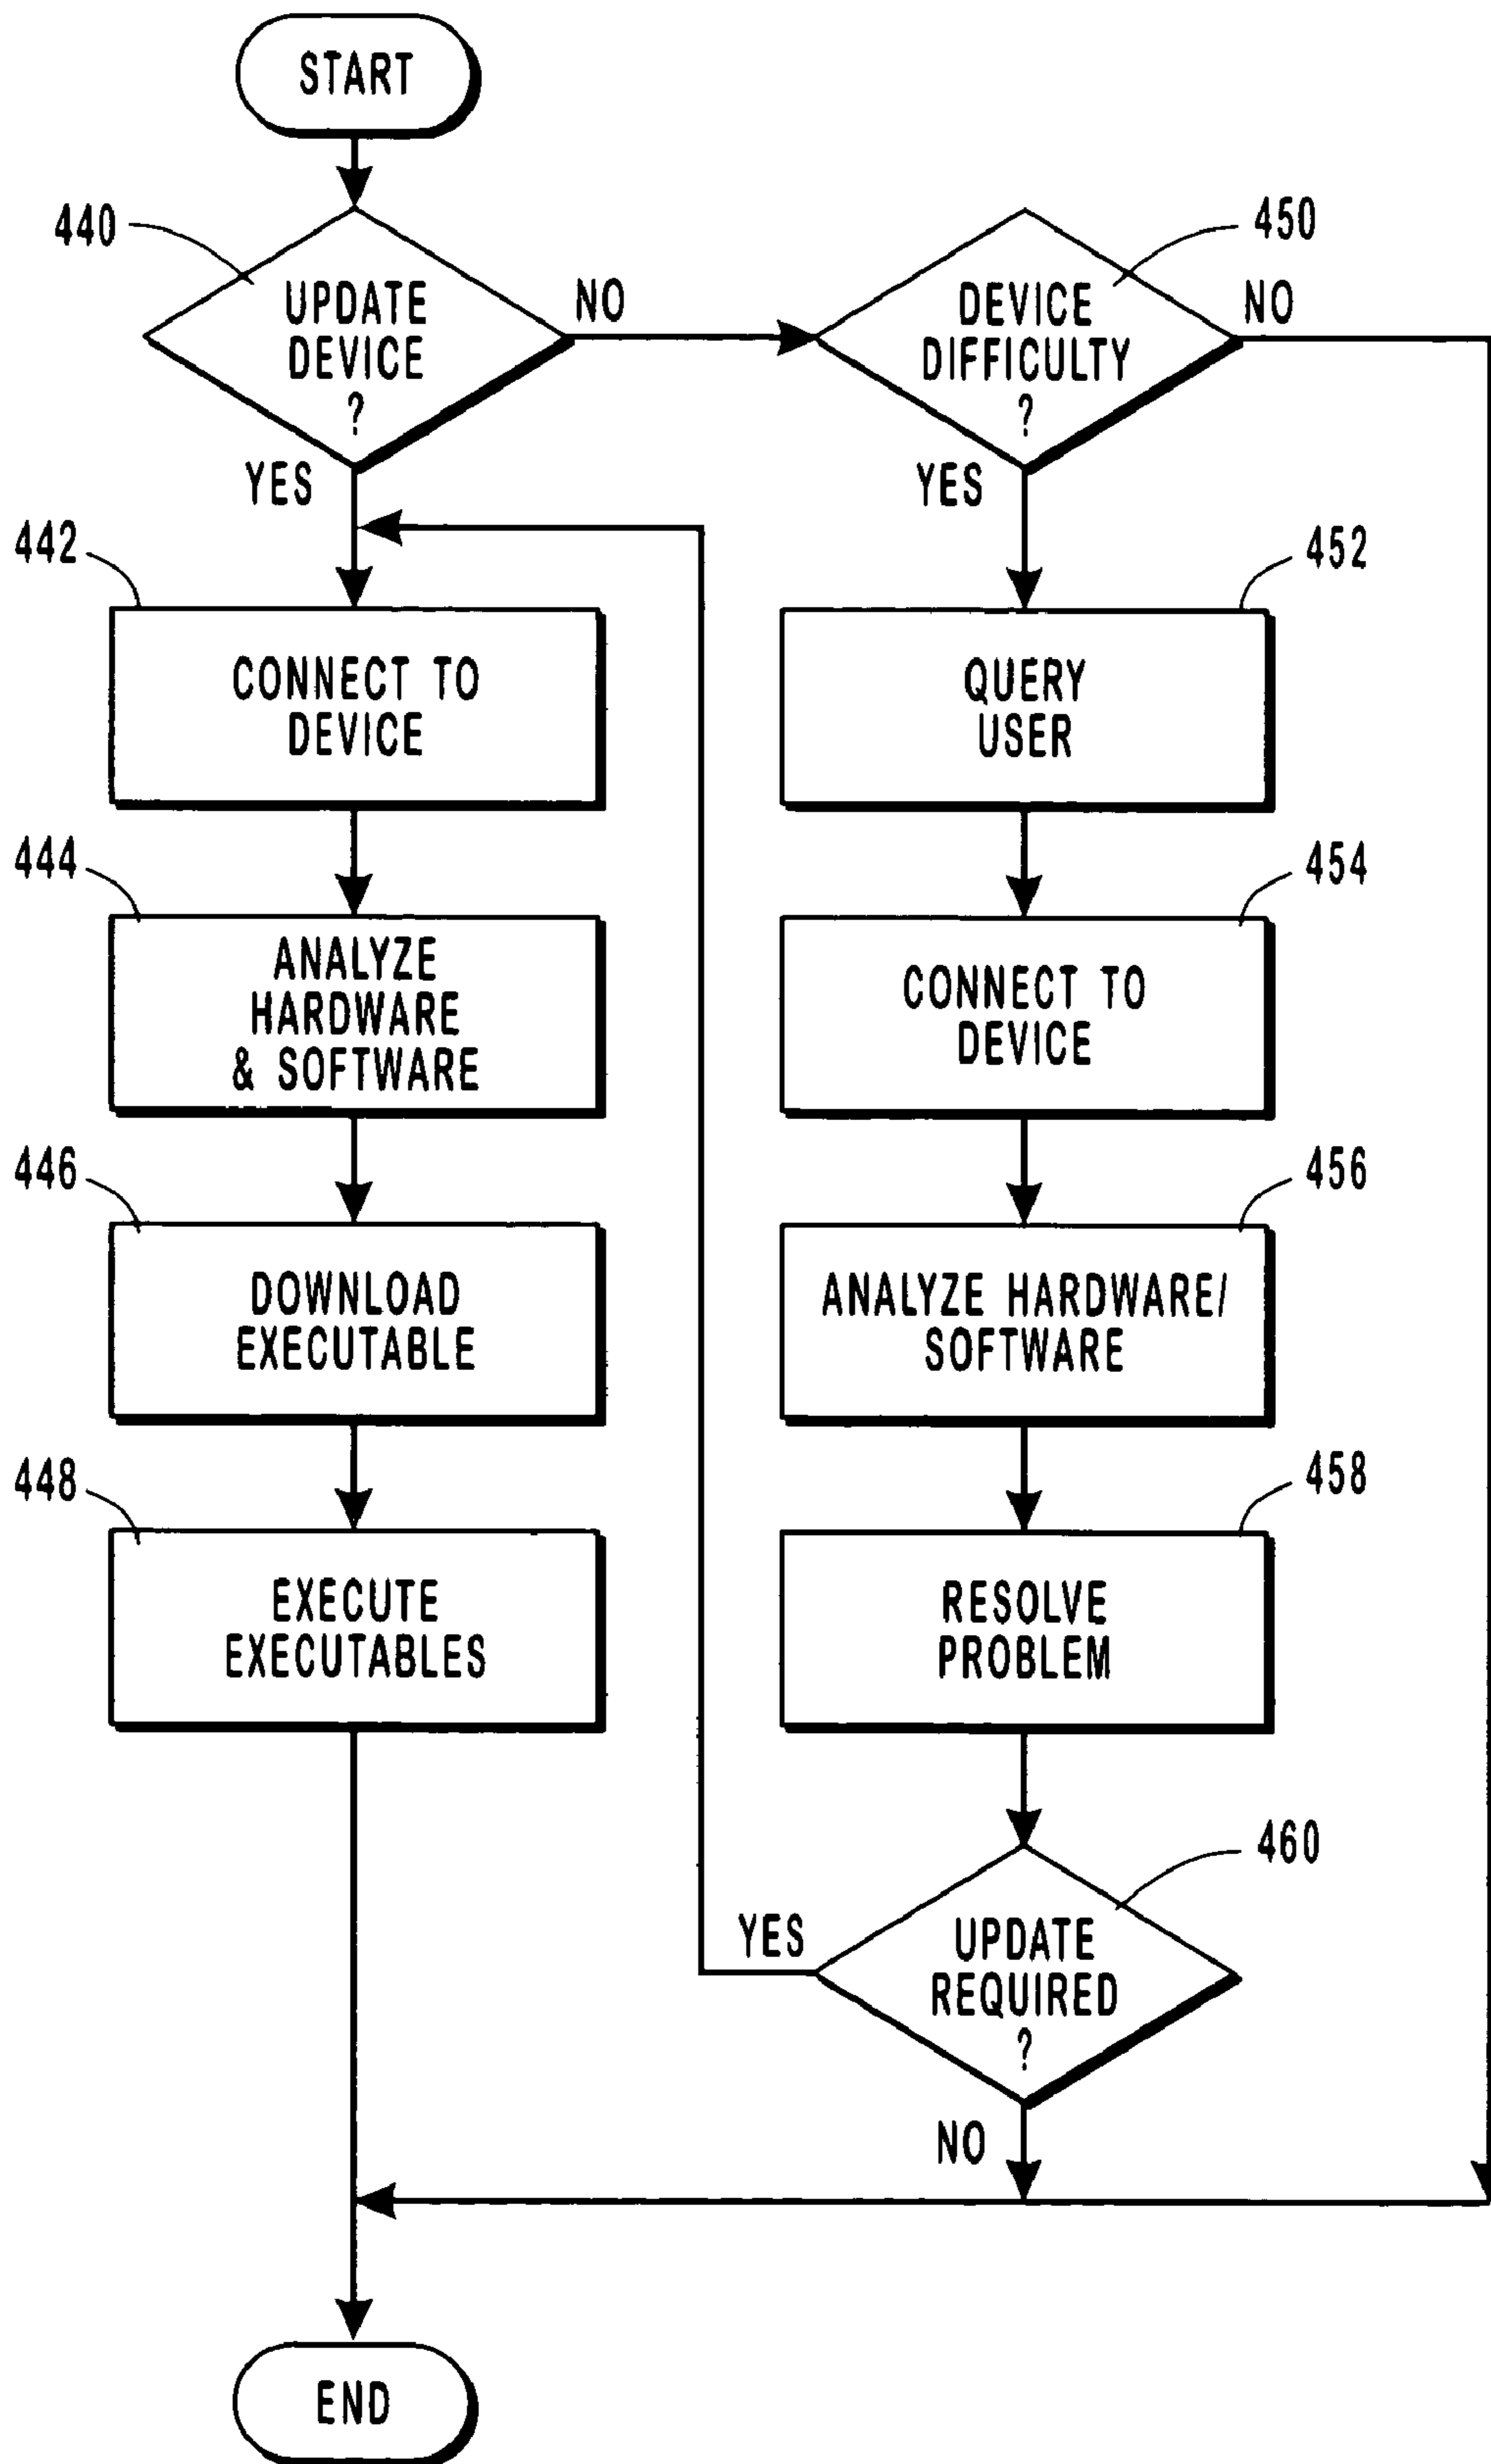 START
440
UPDATE
DEVICE
?
NO
YES
450
DEVICE
DIFFICULTY
?
NO
YES
442
CONNECT TO
DEVICE
452
QUERY
USER
444
ANALYZE
HARDWARE
& SOFTWARE
454
CONNECT TO
DEVICE
446
DOWNLOAD
EXECUTABLE
456
ANALYZE HARDWARE/
SOFTWARE
448
EXECUTE
EXECUTABLES
458
RESOLVE
PROBLEM
460
UPDATE
REQUIRED
?
YES
NO
END